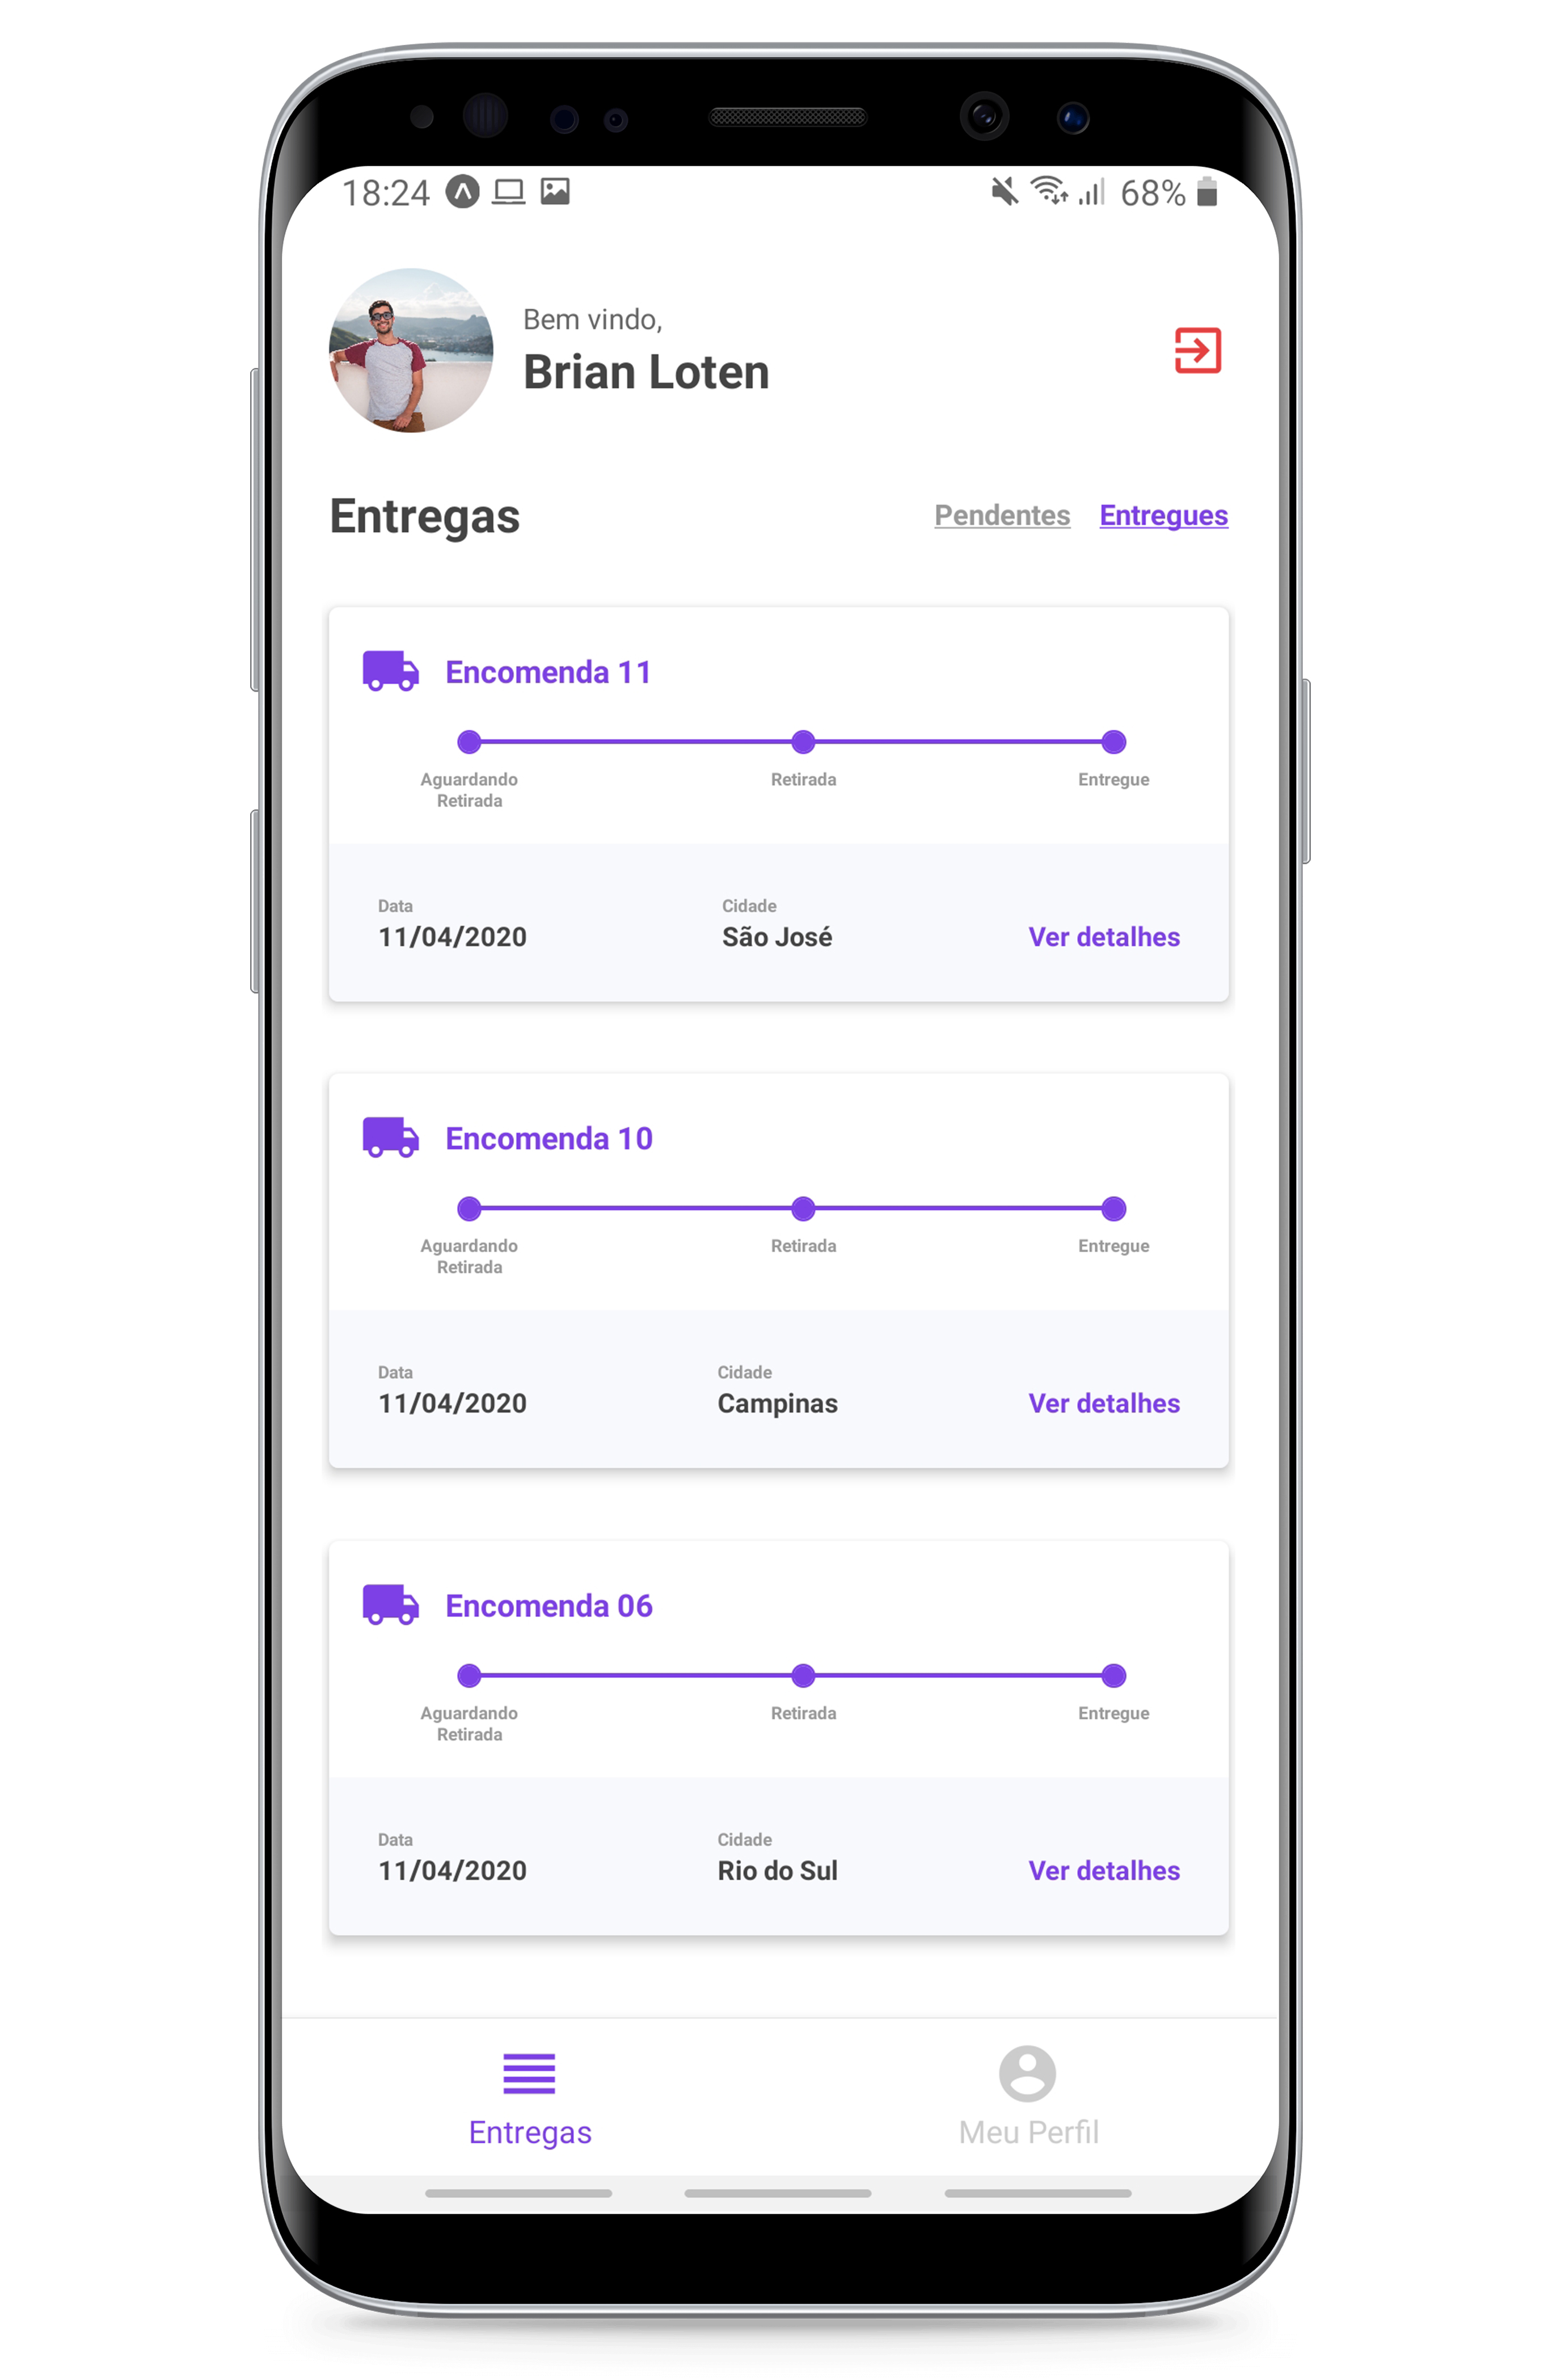 18:24 68%
Bem vindo,
Brian Loten
Entregas Pendentes Entregues
Encomenda 11
Aguardando Retirada Entregue
Retirada
Data Cidade
11/04/2020 São José Ver detalhes
Encomenda 10
Aguardando Retirada Entregue
Retirada
Data Cidade
11/04/2020 Campinas Ver detalhes
Encomenda 06
Aguardando Retirada Entregue
Retirada
Data Cidade
11/04/2020 Rio do Sul Ver detalhes
Entregas Meu Perfil